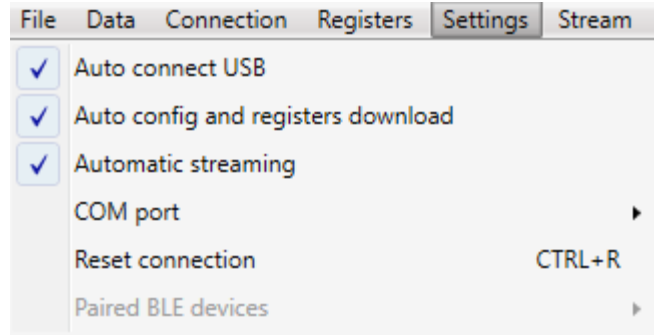 File Data Connection Registers Settings Stream
Auto connect USB
Auto config and registers download
Automatic streaming
COM port
Reset connection CTRL+R
Paired BLE devices